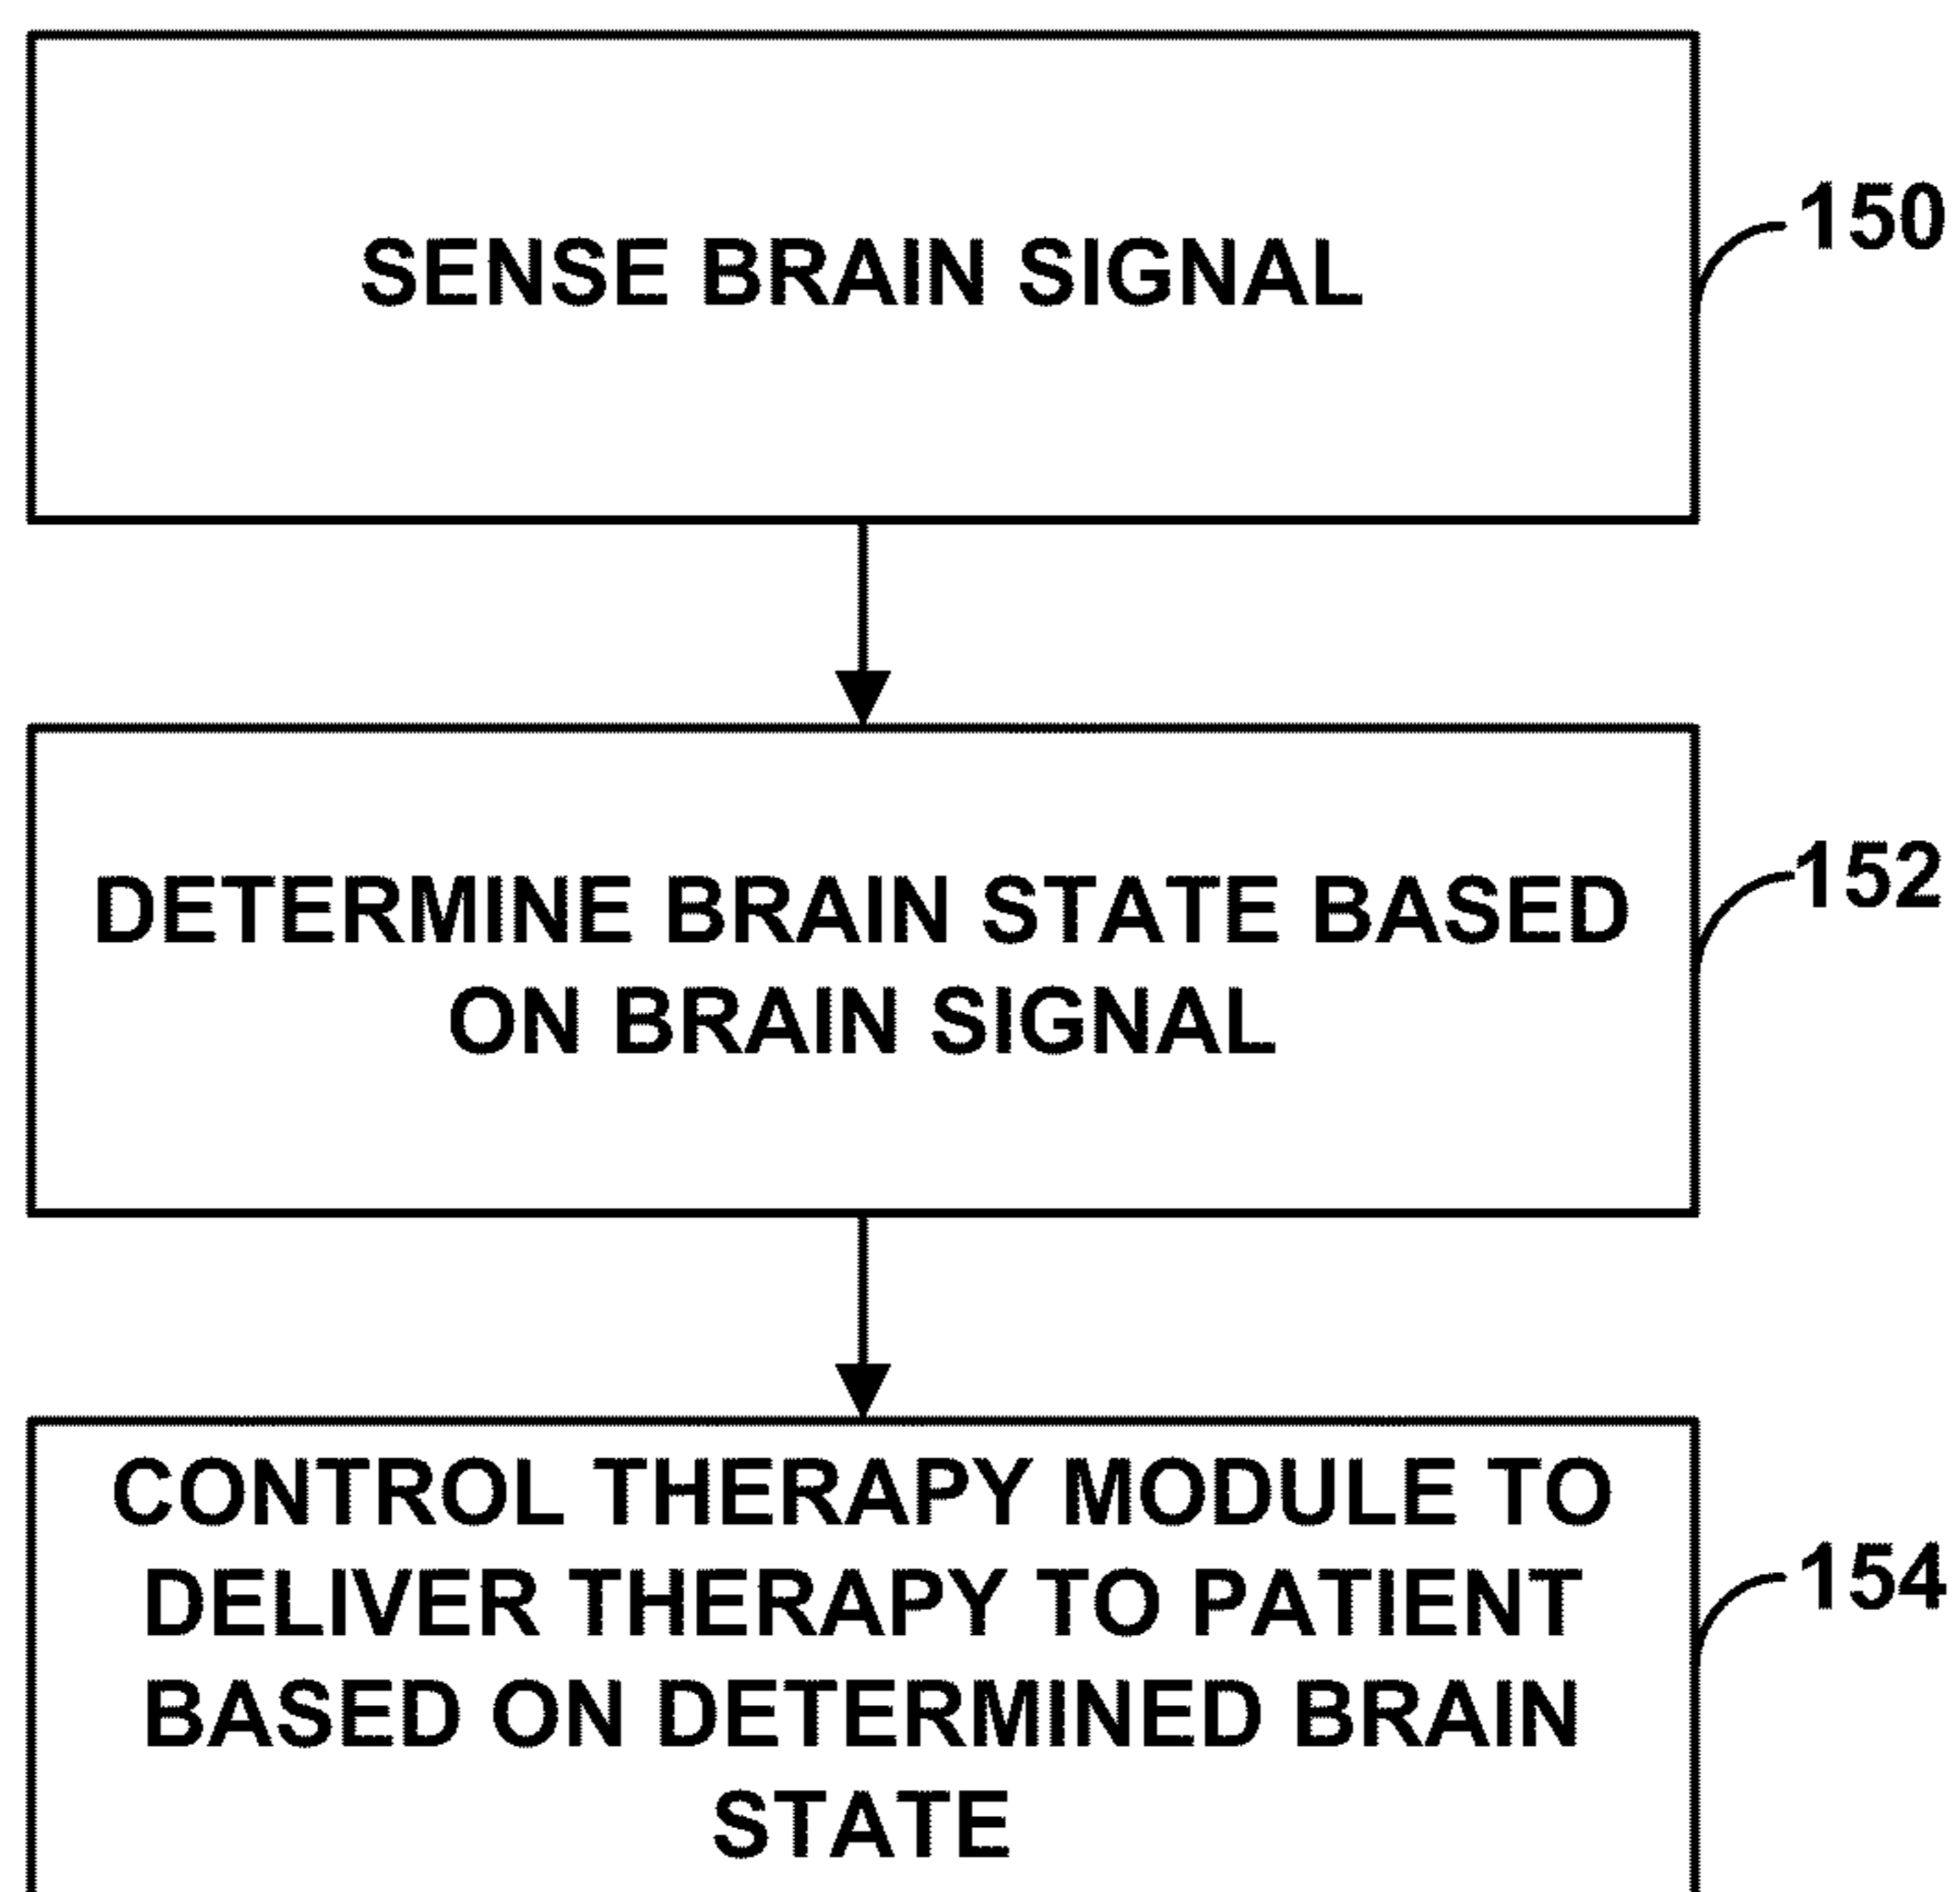 SENSE BRAIN SIGNAL
150
DETERMINE BRAIN STATE BASED
ON BRAIN SIGNAL
152
CONTROL THERAPY MODULE TO
DELIVER THERAPY TO PATIENT
BASED ON DETERMINED BRAIN
STATE
154